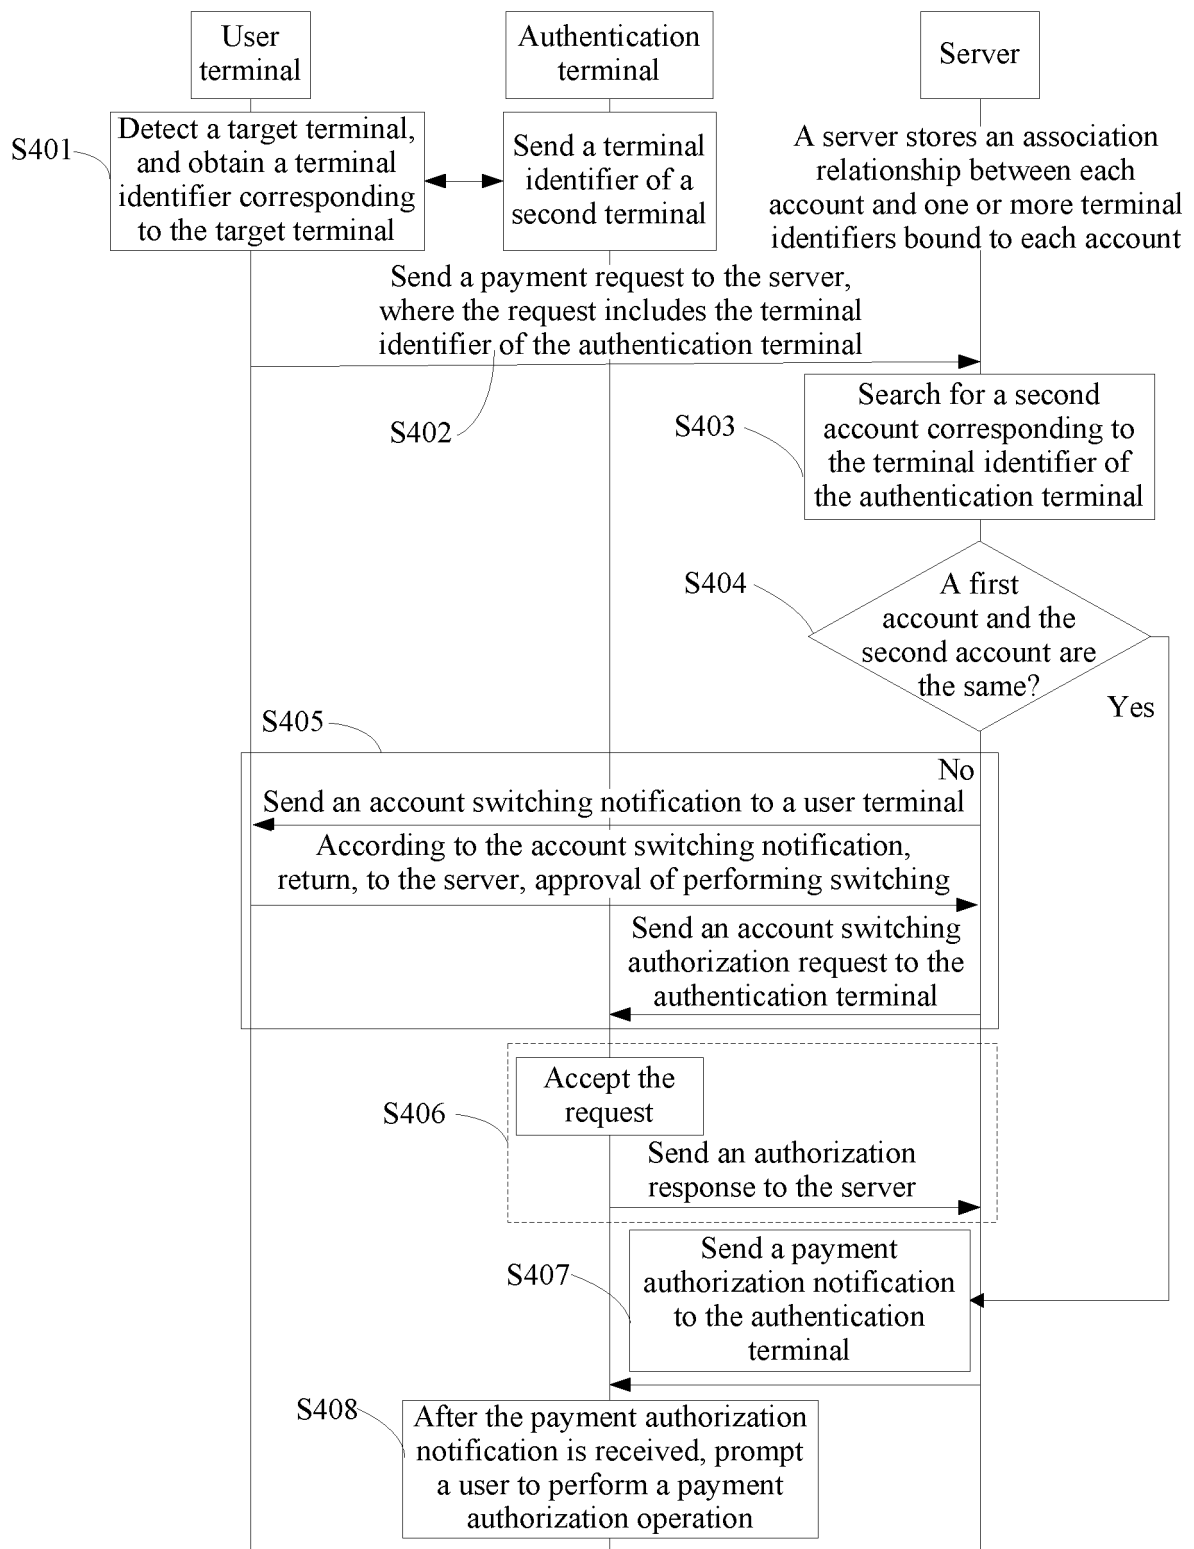 User
terminal
Authentication
terminal
Server
S401
Detect a target terminal,
and obtain a terminal
identifier corresponding
to the target terminal
Send a terminal
identifier of a
second terminal
A server stores an association
relationship between each
account and one or more terminal
identifiers bound to each account
Send a payment request to the server,
where the request includes the terminal
identifier of the authentication terminal
S402
S403
Search for a second
account corresponding to
the terminal identifier of
the authentication terminal
S404
A first
account and the
second account are
the same?
Yes
S405
No
Send an account switching notification to a user terminal
According to the account switching notification,
return, to the server, approval of performing switching
Send an account switching
authorization request to the
authentication terminal
S406
Accept the
request
Send an authorization
response to the server
S407
Send a payment
authorization notification
to the authentication
terminal
S408
After the payment authorization
notification is received, prompt
a user to perform a payment
authorization operation